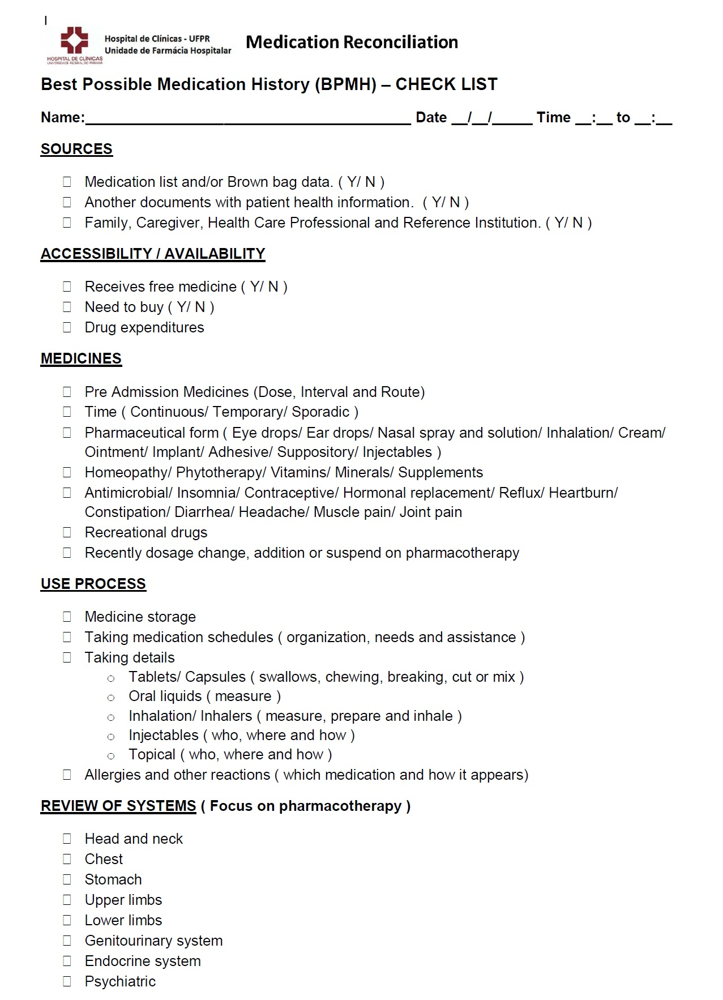 HOSPITAL DE CLÍNICAS
UNIVERSIDADE FEDERAL DO PARANÁ
Hospital de Clínicas - UFPR
Unidade de Farmácia Hospitalar
Medication Reconciliation
Best Possible Medication History (BPMH) – CHECK LIST
Name:________________________________________ Date __/__/_____ Time __:__ to __:__
SOURCES
Medication list and/or Brown bag data. ( Y/ N )
Another documents with patient health information.  ( Y/ N )
Family, Caregiver, Health Care Professional and Reference Institution. ( Y/ N )
ACCESSIBILITY / AVAILABILITY
Receives free medicine ( Y/ N )
Need to buy ( Y/ N )
Drug expenditures
MEDICINES
Pre Admission Medicines (Dose, Interval and Route)
Time ( Continuous/ Temporary/ Sporadic )
Pharmaceutical form ( Eye drops/ Ear drops/ Nasal spray and solution/ Inhalation/ Cream/
Ointment/ Implant/ Adhesive/ Suppository/ Injectables )
Homeopathy/ Phytotherapy/ Vitamins/ Minerals/ Supplements
Antimicrobial/ Insomnia/ Contraceptive/ Hormonal replacement/ Reflux/ Heartburn/
Constipation/ Diarrhea/ Headache/ Muscle pain/ Joint pain
Recreational drugs
Recently dosage change, addition or suspend on pharmacotherapy
USE PROCESS
Medicine storage
Taking medication schedules ( organization, needs and assistance )
Taking details
Tablets/ Capsules ( swallows, chewing, breaking, cut or mix )
Oral liquids ( measure )
Inhalation/ Inhalers ( measure, prepare and inhale )
Injectables ( who, where and how )
Topical ( who, where and how )
Allergies and other reactions ( which medication and how it appears)
REVIEW OF SYSTEMS ( Focus on pharmacotherapy )
Head and neck
Chest
Stomach
Upper limbs
Lower limbs
Genitourinary system
Endocrine system
Psychiatric